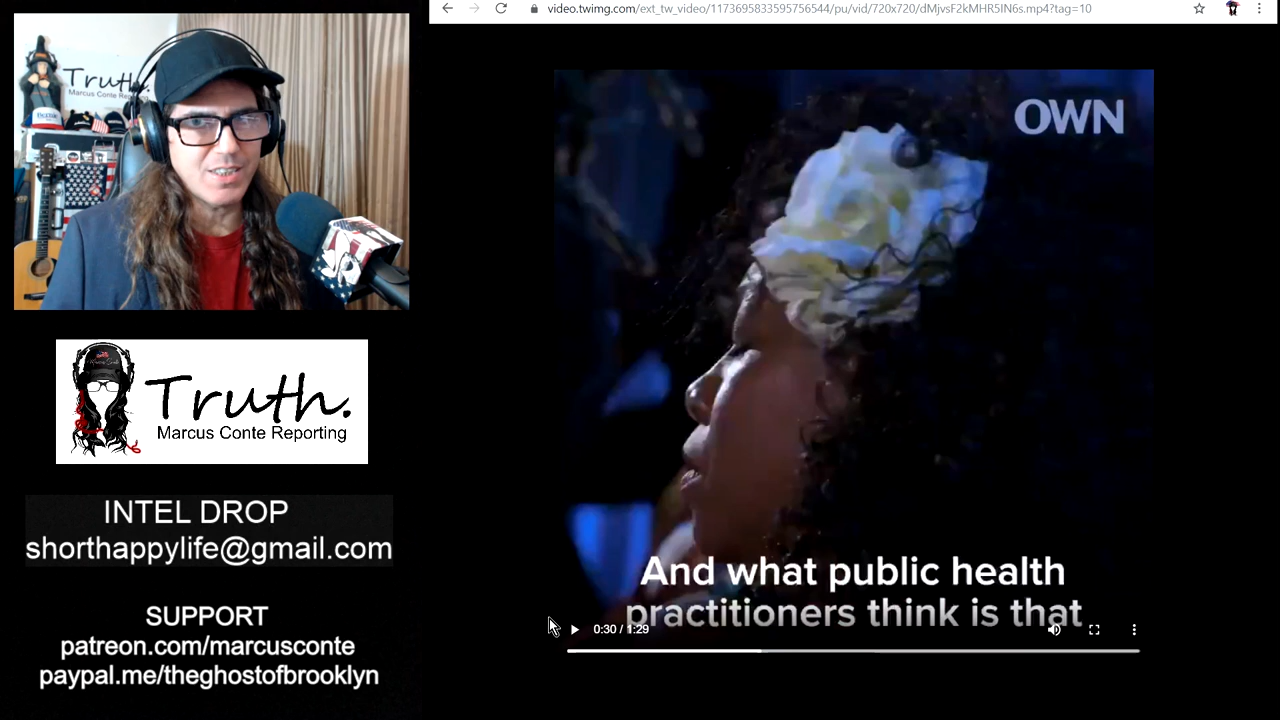 Truth.
Marcus Conte Reporting
video.twimg.com/ext_tw_video/1173695833595756544/pu/vid/720x720/dMjvsF2kMHR5IN6s.mp4?tag=10
OWN
Truth.
Marcus Conte Reporting
INTEL DROP
shorthappylife@gmail.com
SUPPORT
patreon.com/marcusconte
paypal.me/theghostofbrooklyn
And what public health
practitioners think is that
0:30 / 1:29